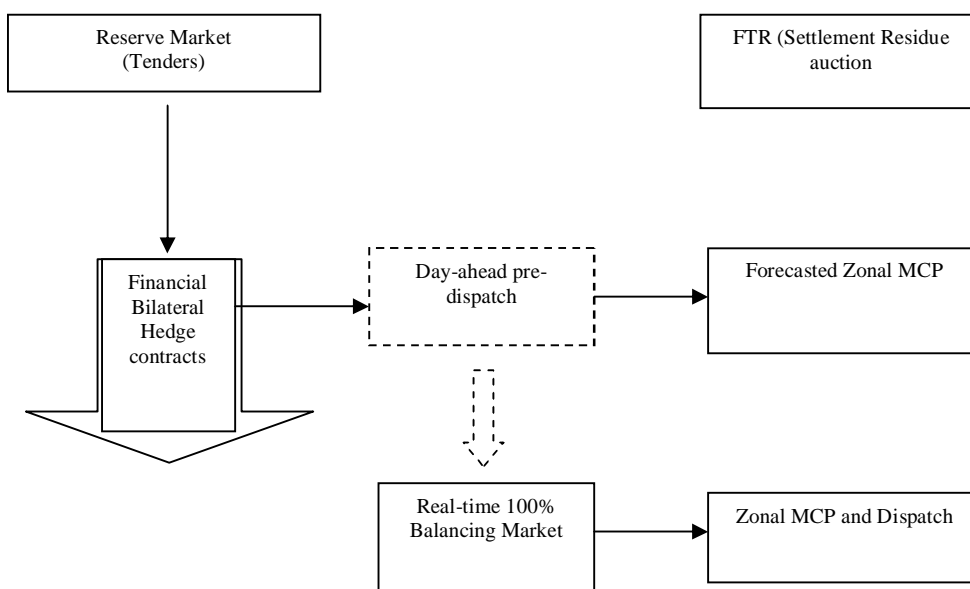 Reserve Market
(Tenders)
FTR (Settlement Residue
auction
Financial
Bilateral
Hedge
contracts
Day-ahead pre-
dispatch
Forecasted Zonal MCP
Real-time 100%
Balancing Market
Zonal MCP and Dispatch